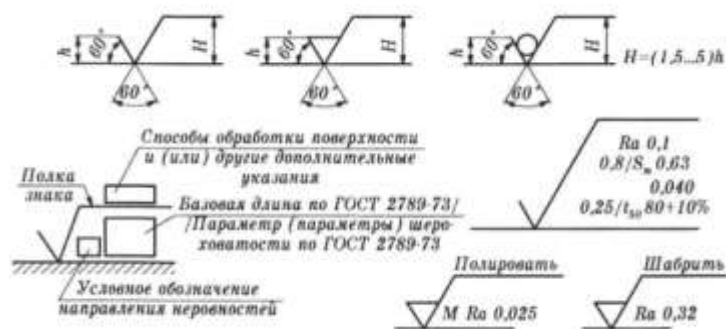 h 60° H
60°
h 60° H
60°
h 60° H
60°
H=(1,5...5)h
Способы обработки поверхности
и (или) другие дополнительные
указания
Полка
знака
Базовая длина по ГОСТ 2789-73/
/Параметр (параметры) шеро-
ховатости по ГОСТ 2789-73
Условное обозначение
направления неровностей
Ra 0,1
0,8/Sm 0,63
0,040
0,25/t50 80+10%
Полировать
M Ra 0,025
Шабрить
Ra 0,32